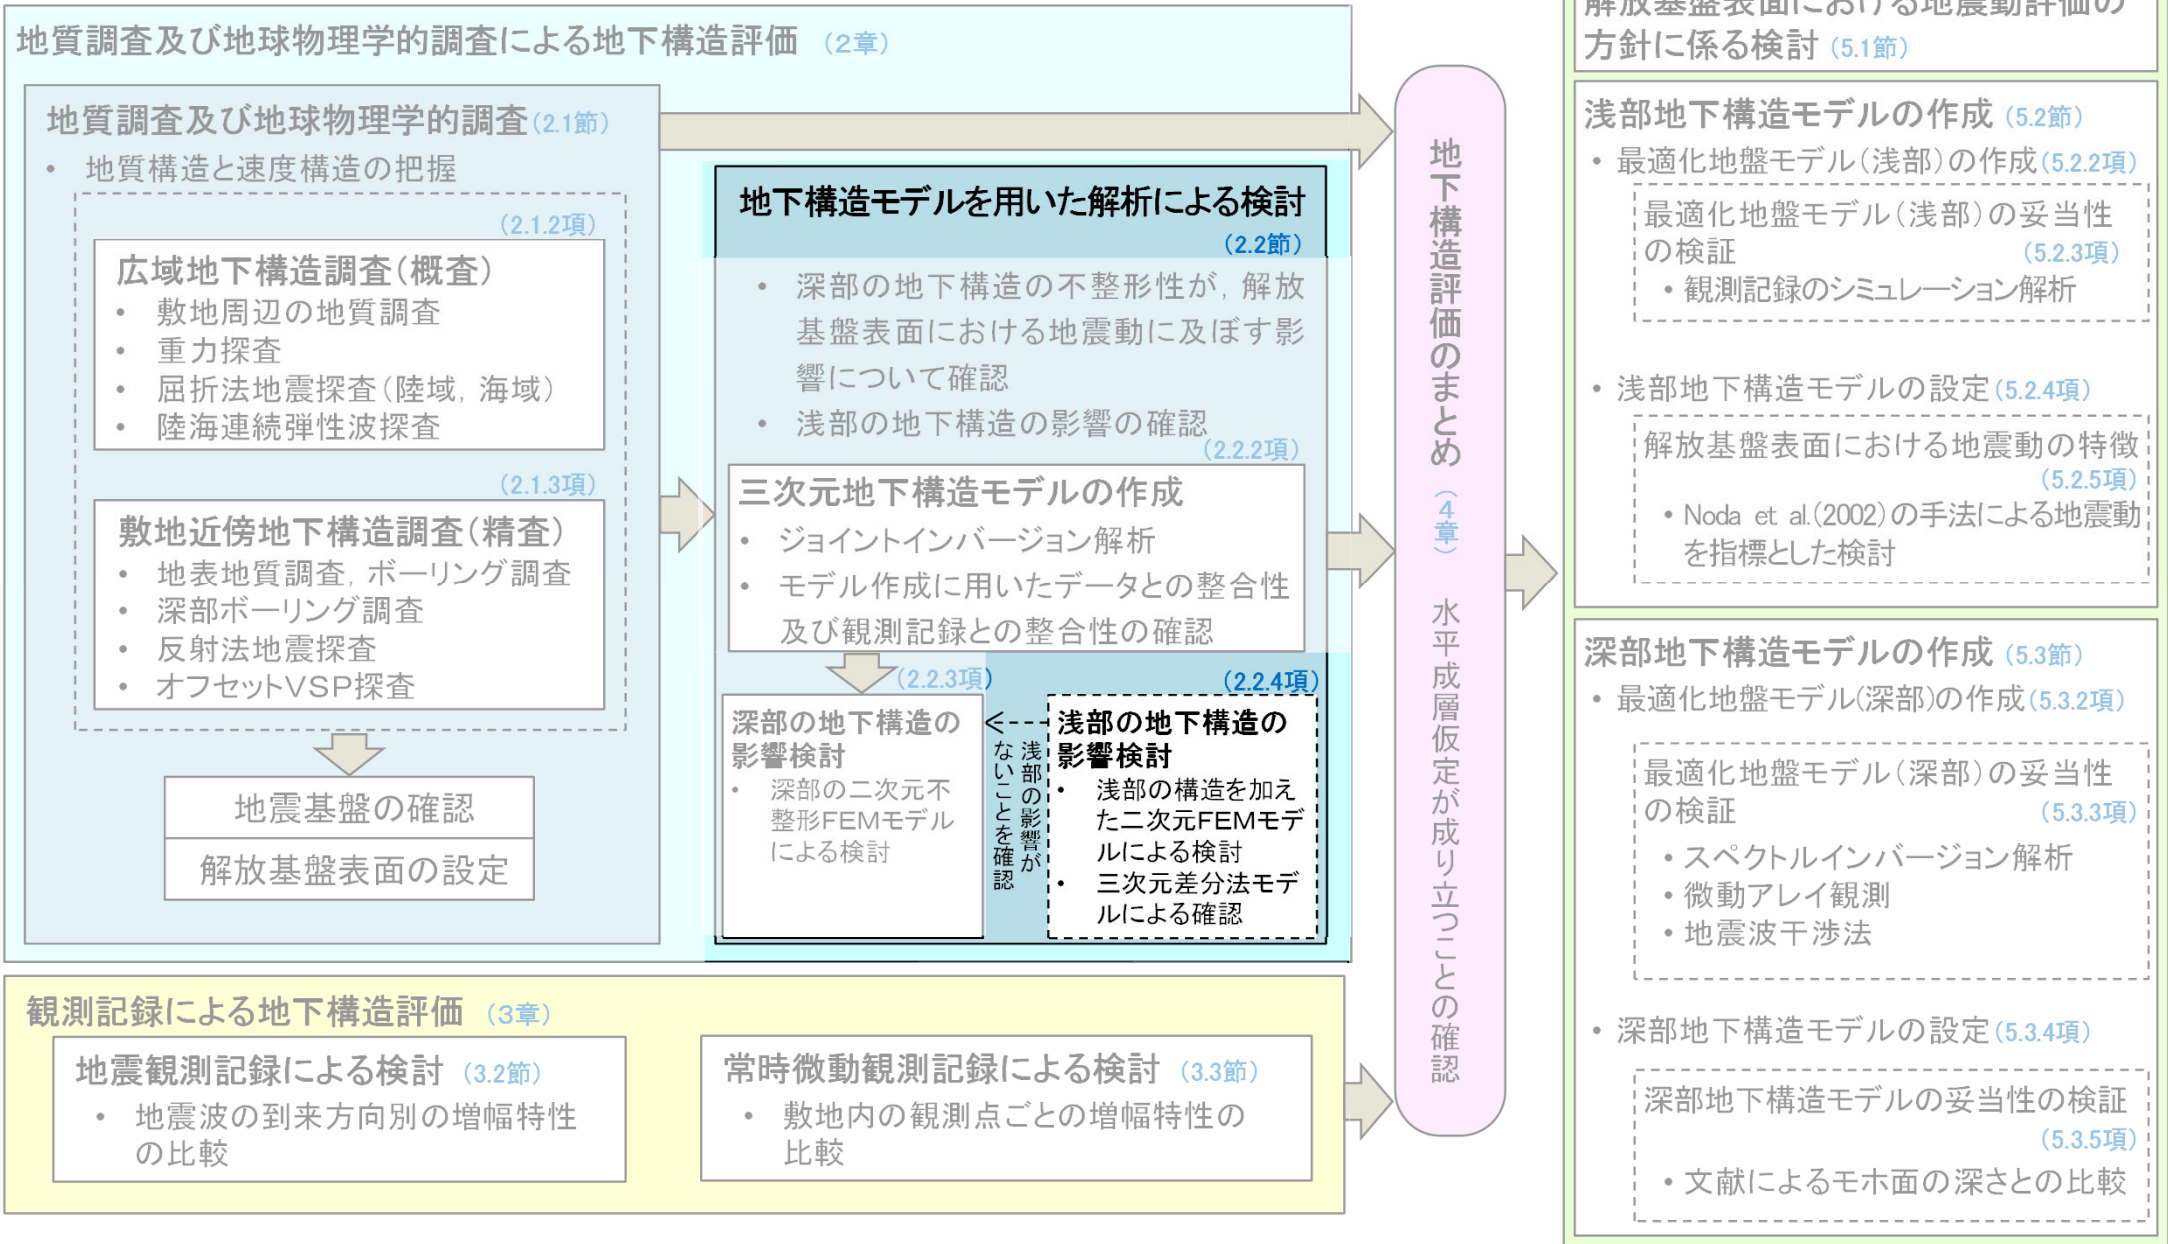 地質調査及び地球物理学的調査による地下構造評価 (2章)
地質調査及び地球物理学的調査(2.1節)
• 地質構造と速度構造の把握
(2.1.2項)
広域地下構造調査(概査)
• 敷地周辺の地質調査
• 重力探査
• 屈折法地震探査(陸域, 海域)
• 陸海連続弾性波探査
(2.1.3項)
敷地近傍地下構造調査(精査)
• 地表地質調査, ボーリング調査
• 深部ボーリング調査
• 反射法地震探査
• オフセットVSP探査
地震基盤の確認
解放基盤表面の設定
地下構造モデルを用いた解析による検討
(2.2節)
• 深部の地下構造の不整形性が, 解放
基盤表面における地震動に及ぼす影
響について確認
• 浅部の地下構造の影響の確認
(2.2.2項)
三次元地下構造モデルの作成
• ジョイントインバージョン解析
• モデル作成に用いたデータとの整合性
及び観測記録との整合性の確認
(2.2.3項)
深部の地下構造の
影響検討
• 深部の二次元不
整形FEMモデル
による検討
浅部の影響が
ないことを確認
(2.2.4項)
浅部の地下構造の
影響検討
• 浅部の構造を加え
た二次元FEMモデ
ルによる検討
• 三次元差分法モデ
ルによる確認
観測記録による地下構造評価 (3章)
地震観測記録による検討 (3.2節)
• 地震波の到来方向別の増幅特性
の比較
常時微動観測記録による検討 (3.3節)
• 敷地内の観測点ごとの増幅特性の
比較
地下構造評価のまとめ (4章) 水平成層仮定が成り立つことの確認
解放基盤表面における地震動評価の
方針に係る検討 (5.1節)
浅部地下構造モデルの作成 (5.2節)
• 最適化地盤モデル(浅部)の作成(5.2.2項)
最適化地盤モデル(浅部)の妥当性
の検証 (5.2.3項)
• 観測記録のシミュレーション解析
• 浅部地下構造モデルの設定(5.2.4項)
解放基盤表面における地震動の特徴
(5.2.5項)
• Noda et al.(2002)の手法による地震動
を指標とした検討
深部地下構造モデルの作成 (5.3節)
• 最適化地盤モデル(深部)の作成(5.3.2項)
最適化地盤モデル(深部)の妥当性
の検証 (5.3.3項)
• スペクトルインバージョン解析
• 微動アレイ観測
• 地震波干渉法
• 深部地下構造モデルの設定(5.3.4項)
深部地下構造モデルの妥当性の検証
(5.3.5項)
• 文献によるモホ面の深さとの比較